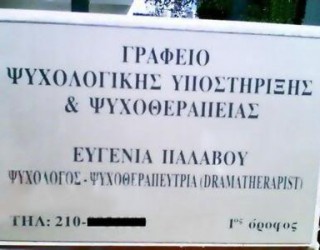 ΓΡΑΦΕΙΟ
ΨΥΧΟΛΟΓΙΚΗΣ ΥΠΟΣΤΗΡΙΞΗΣ
& ΨΥΧΟΘΕΡΑΠΕΙΑΣ
ΕΥΓΕΝΙΑ ΠΑΛΑΒΟΥ
ΨΥΧΟΛΟΓΟΣ - ΨΥΧΟΘΕΡΑΠΕΥΤΡΙΑ (DRAMATHERAPIST)
ΤΗΛ: 210- 1ος όροφος